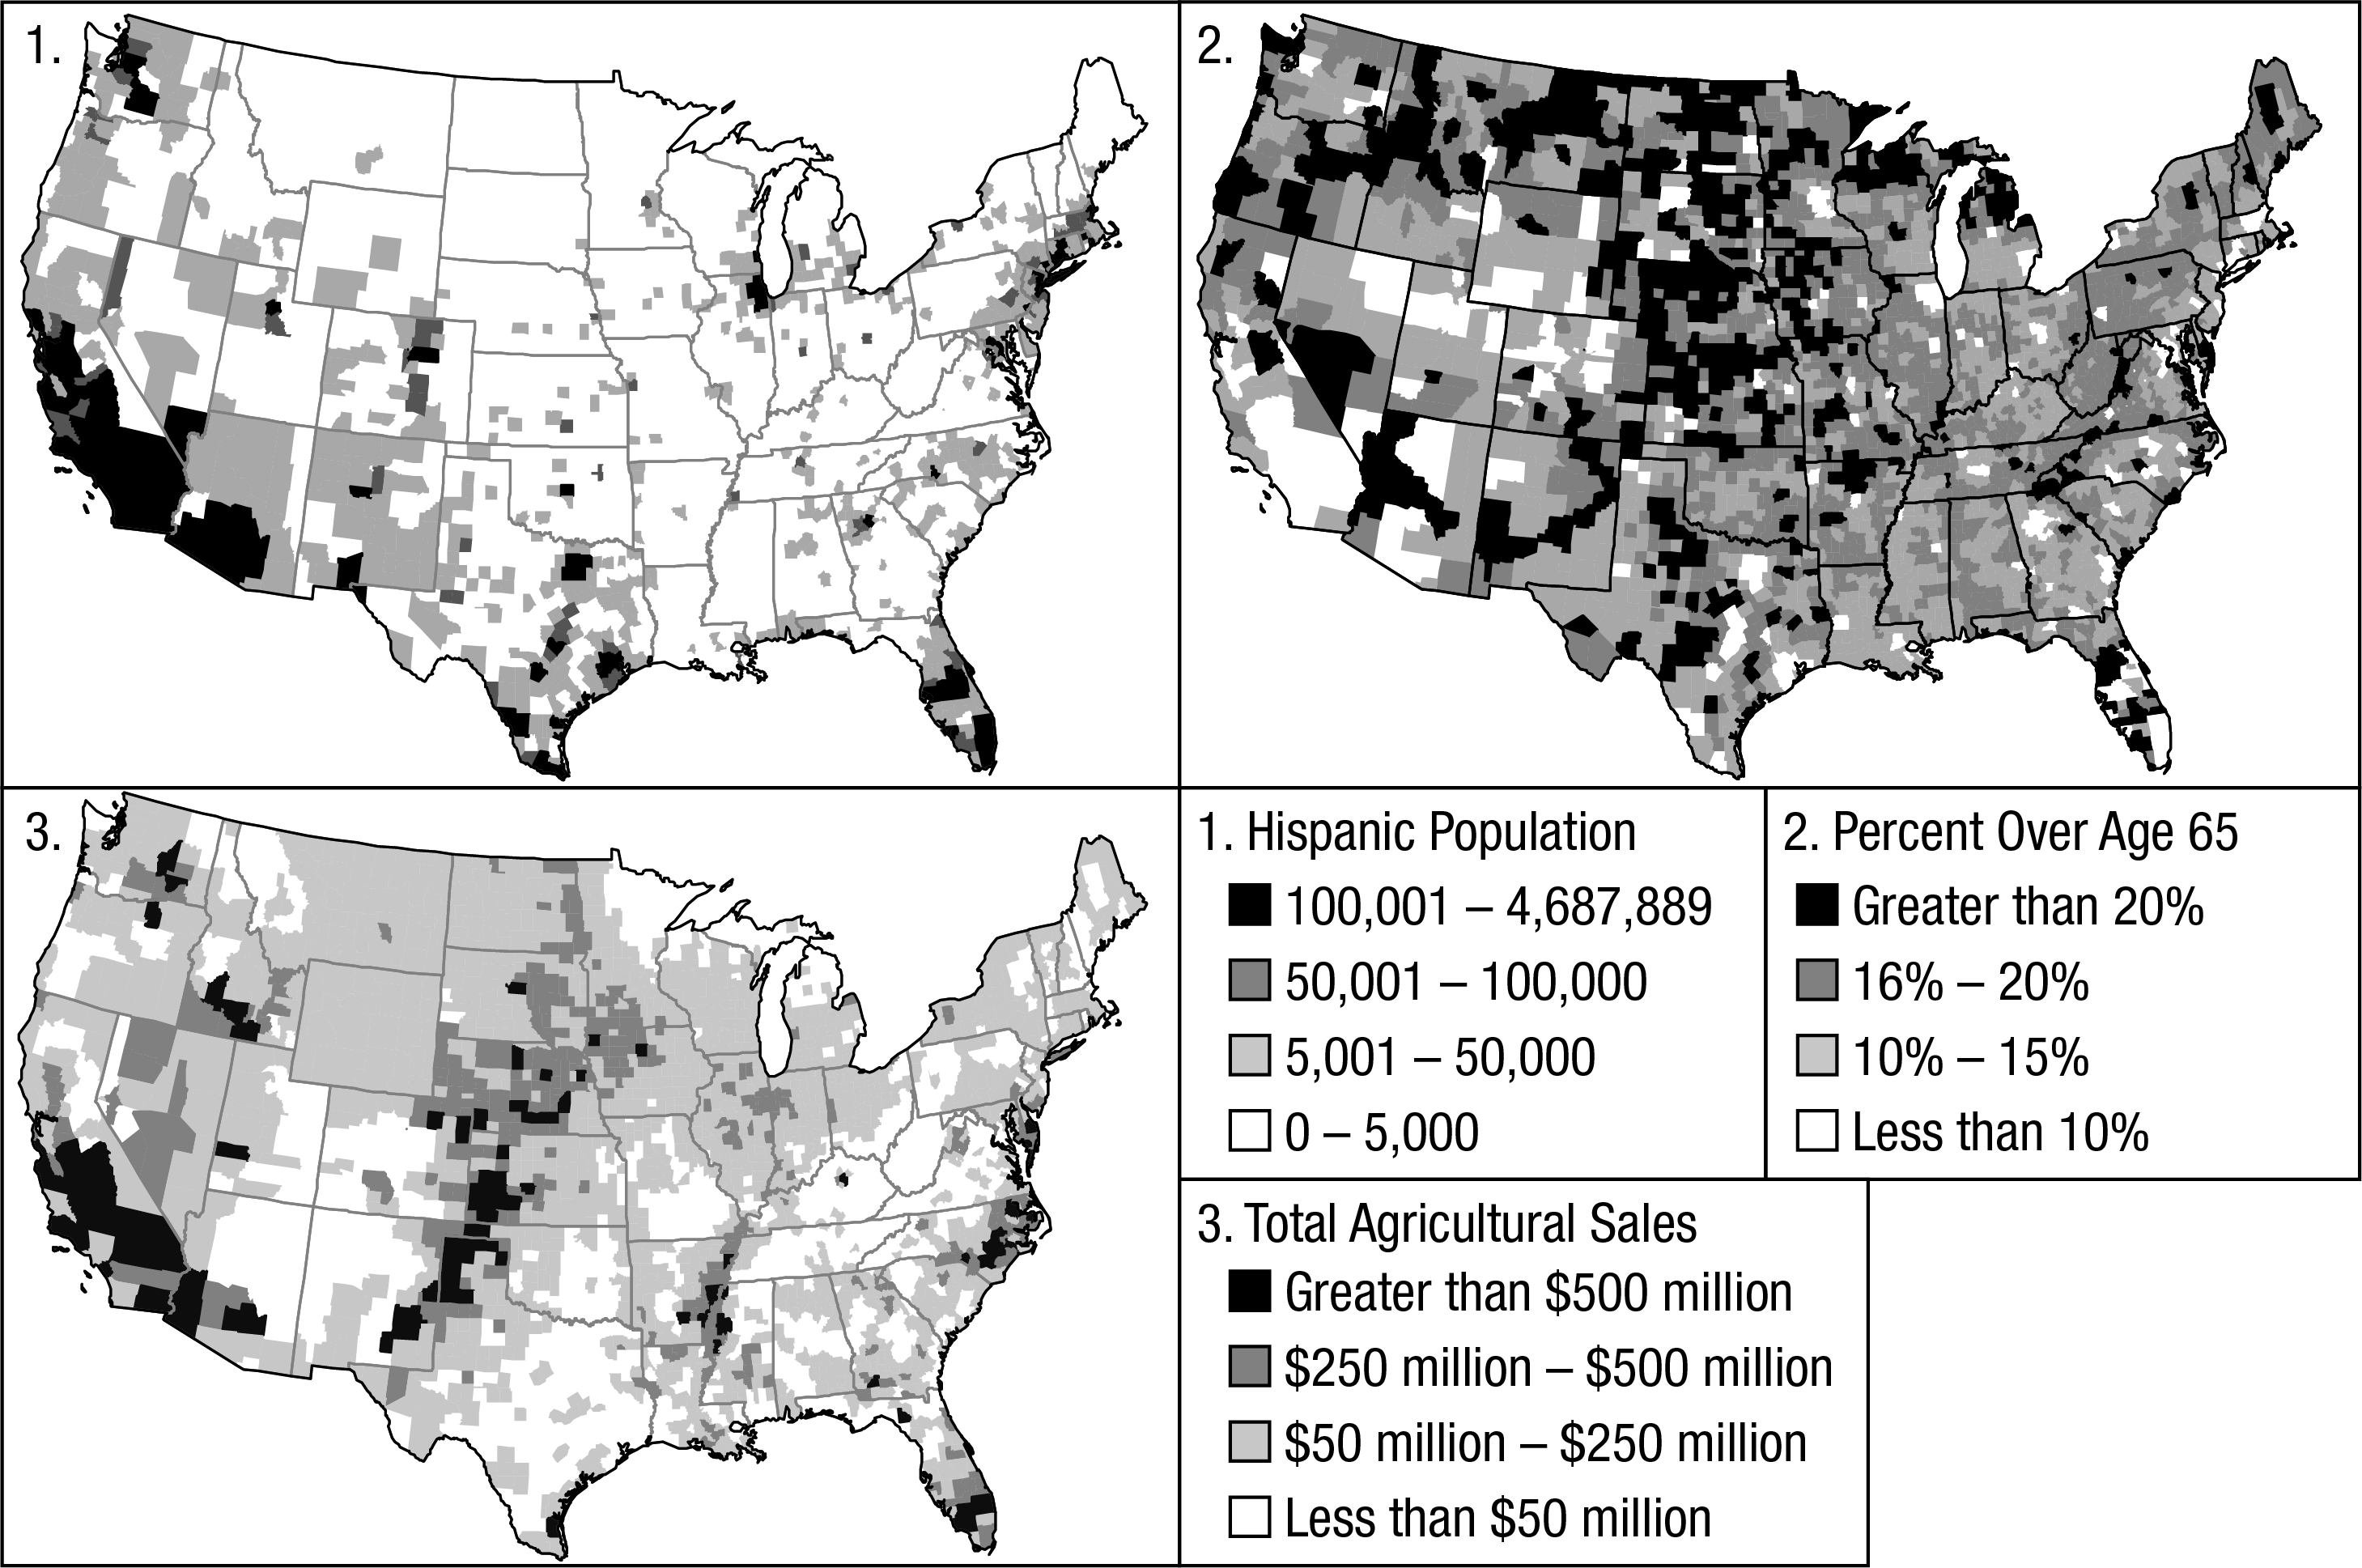 1.
2.
3.
1. Hispanic Population
100,001 – 4,687,889
50,001 – 100,000
5,001 – 50,000
0 – 5,000
2. Percent Over Age 65
Greater than 20%
16% – 20%
10% – 15%
Less than 10%
3. Total Agricultural Sales
Greater than $500 million
$250 million – $500 million
$50 million – $250 million
Less than $50 million